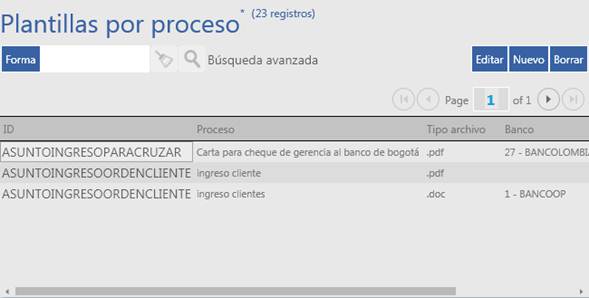 Plantillas por proceso* (23 registros)
Forma Búsqueda avanzada Editar Nuevo Borrar
Page 1 of 1
ID Proceso Tipo archivo Banco
ASUNTOINGRESOPARACRUZAR Carta para cheque de gerencia al banco de bogotá .pdf 27 - BANCOLOMBIA
ASUNTOINGRESOORDENCLIENTE ingreso cliente .pdf
ASUNTOINGRESOORDENCLIENTE ingreso clientes .doc 1 - BANCOOP